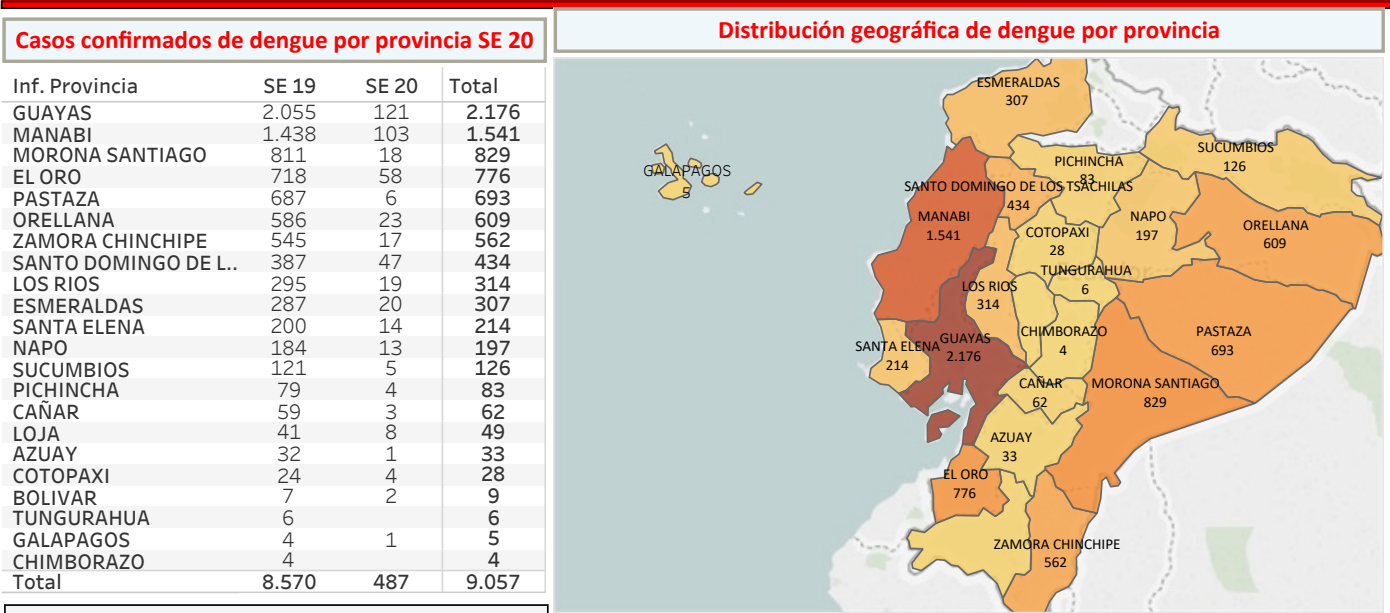 Casos confirmados de dengue por provincia SE 20
Inf. Provincia SE 19 SE 20 Total
GUAYAS 2.055 121 2.176
MANABI 1.438 103 1.541
MORONA SANTIAGO 811 18 829
EL ORO 718 58 776
PASTAZA 687 6 693
ORELLANA 586 23 609
ZAMORA CHINCHIPE 545 17 562
SANTO DOMINGO DE L.. 387 47 434
LOS RIOS 295 19 314
ESMERALDAS 287 20 307
SANTA ELENA 200 14 214
NAPO 184 13 197
SUCUMBIOS 121 5 126
PICHINCHA 79 4 83
CAÑAR 59 3 62
LOJA 41 8 49
AZUAY 32 1 33
COTOPAXI 24 4 28
BOLIVAR 7 2 9
TUNGURAHUA 6 6
GALAPAGOS 4 1 5
CHIMBORAZO 4 4
Total 8.570 487 9.057
Distribución geográfica de dengue por provincia
ESMERALDAS
307
GALAPAGOS
5
SUCUMBIOS
126
PICHINCHA
83
SANTO DOMINGO DE LOS TSACHILAS
434
MANABI
1.541
NAPO
197
ORELLANA
609
COTOPAXI
28
TUNGURAHUA
6
LOS RIOS
314
CHIMBORAZO
4
PASTAZA
693
GUAYAS
2.176
SANTA ELENA
214
CAÑAR
62
MORONA SANTIAGO
829
AZUAY
33
EL ORO
776
ZAMORA CHINCHIPE
562